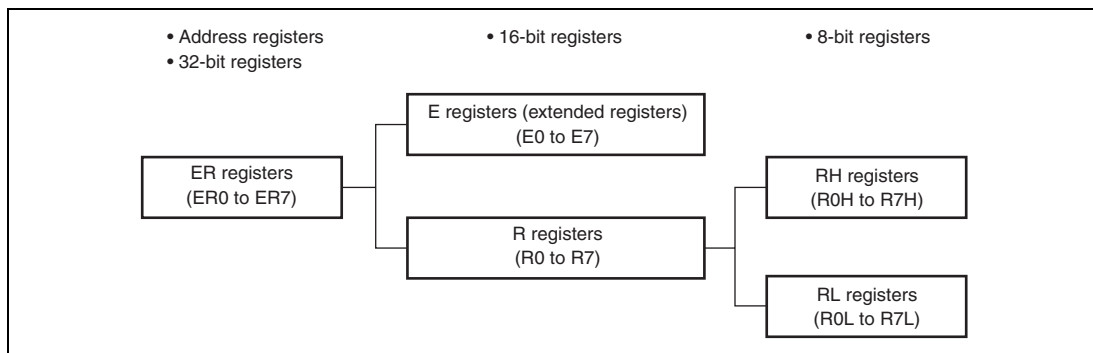 • Address registers
• 32-bit registers
• 16-bit registers
• 8-bit registers
E registers (extended registers)
(E0 to E7)
ER registers
(ER0 to ER7)
RH registers
(R0H to R7H)
R registers
(R0 to R7)
RL registers
(R0L to R7L)